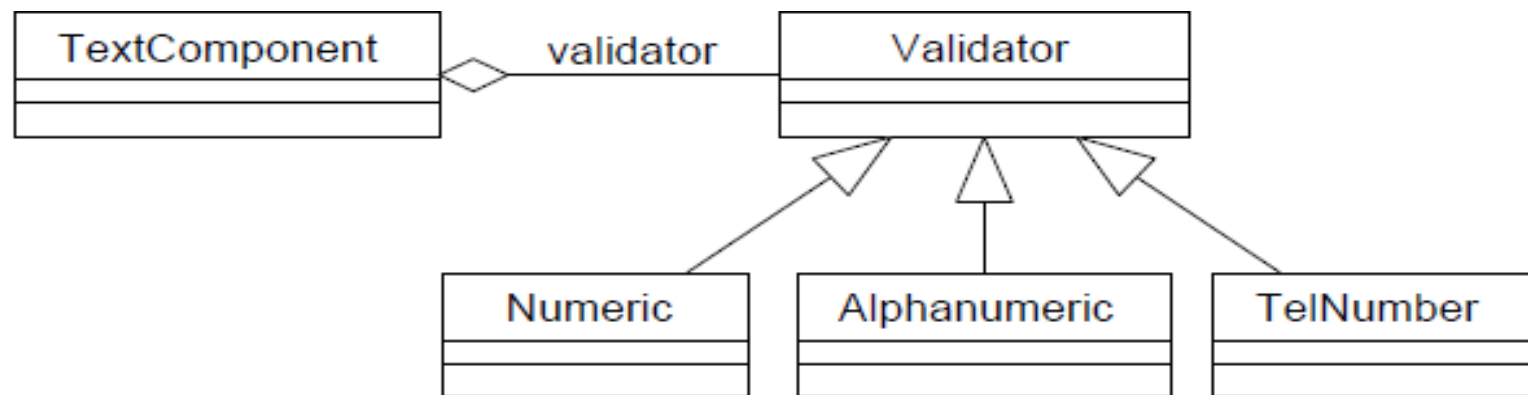 TextComponent
validator
Validator
Numeric
Alphanumeric
TelNumber